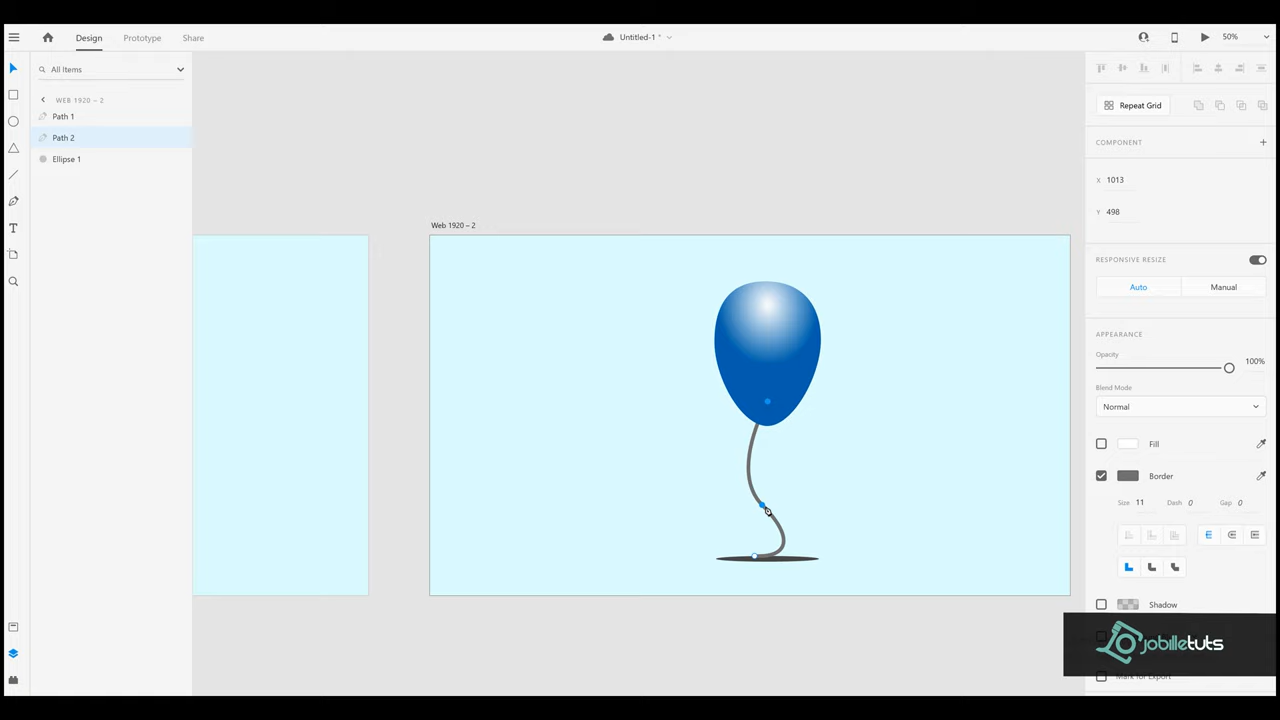 Design
Prototype
Share
Untitled-1 *
50%
All Items
WEB 1920 – 2
Path 1
Path 2
Ellipse 1
Web 1920 – 2
Repeat Grid
COMPONENT
X 1013
Y 498
RESPONSIVE RESIZE
Auto
Manual
APPEARANCE
Opacity
100%
Blend Mode
Normal
Fill
Border
Size 11 Dash 0 Gap 0
Shadow
jobilletuts
Mark for Export
T